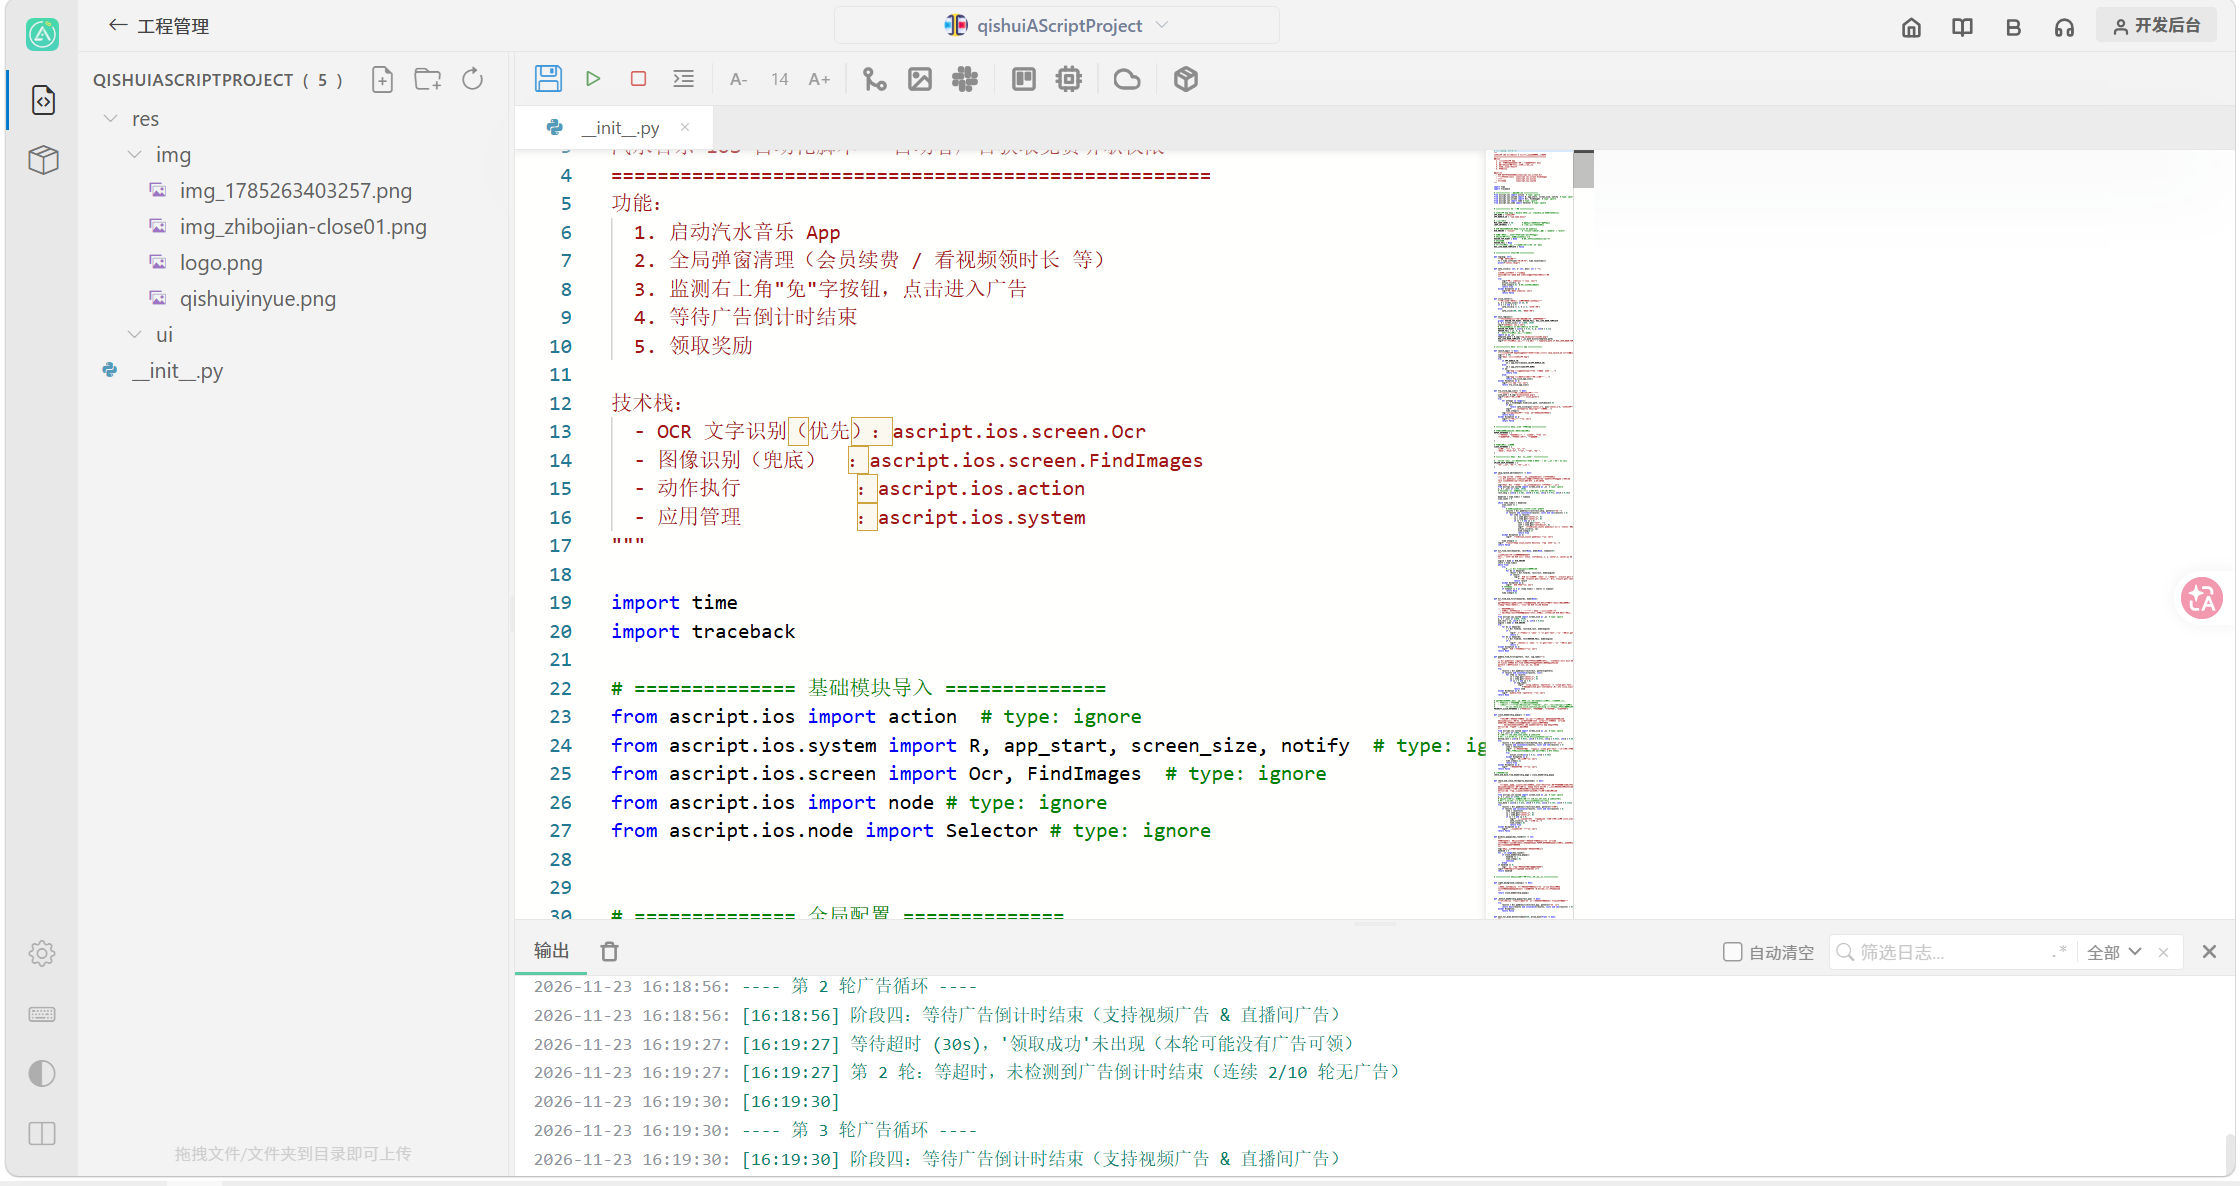 工程管理
qishuiAScriptProject
开发后台
QISHUIASCRIPTPROJECT ( 5 )
A- 14 A+
res
img
img_1785263403257.png
img_zhibojian-close01.png
logo.png
qishuiyinyue.png
ui
__init__.py
__init__.py
4 ====================================================
5 功能：
6 1. 启动汽水音乐 App
7 2. 全局弹窗清理（会员续费 / 看视频领时长 等）
8 3. 监测右上角"免"字按钮，点击进入广告
9 4. 等待广告倒计时结束
10 5. 领取奖励
11
12 技术栈：
13 - OCR 文字识别（优先）：ascript.ios.screen.Ocr
14 - 图像识别（兜底） ：ascript.ios.screen.FindImages
15 - 动作执行 ：ascript.ios.action
16 - 应用管理 ：ascript.ios.system
17 """
18
19 import time
20 import traceback
21
22 # ============== 基础模块导入 ==============
23 from ascript.ios import action # type: ignore
24 from ascript.ios.system import R, app_start, screen_size, notify # type: ig
25 from ascript.ios.screen import Ocr, FindImages # type: ignore
26 from ascript.ios import node # type: ignore
27 from ascript.ios.node import Selector # type: ignore
28
29
30 # ============== 全局配置 ==============
输出
自动清空
筛选日志...
.*
全部
2026-11-23 16:18:56: ---- 第 2 轮广告循环 ----
2026-11-23 16:18:56: [16:18:56] 阶段四：等待广告倒计时结束（支持视频广告 & 直播间广告）
2026-11-23 16:19:27: [16:19:27] 等待超时 (30s)，'领取成功'未出现（本轮可能没有广告可领）
2026-11-23 16:19:27: [16:19:27] 第 2 轮：等超时，未检测到广告倒计时结束（连续 2/10 轮无广告）
2026-11-23 16:19:30: [16:19:30]
2026-11-23 16:19:30: ---- 第 3 轮广告循环 ----
2026-11-23 16:19:30: [16:19:30] 阶段四：等待广告倒计时结束（支持视频广告 & 直播间广告）
拖拽文件/文件夹到目录即可上传